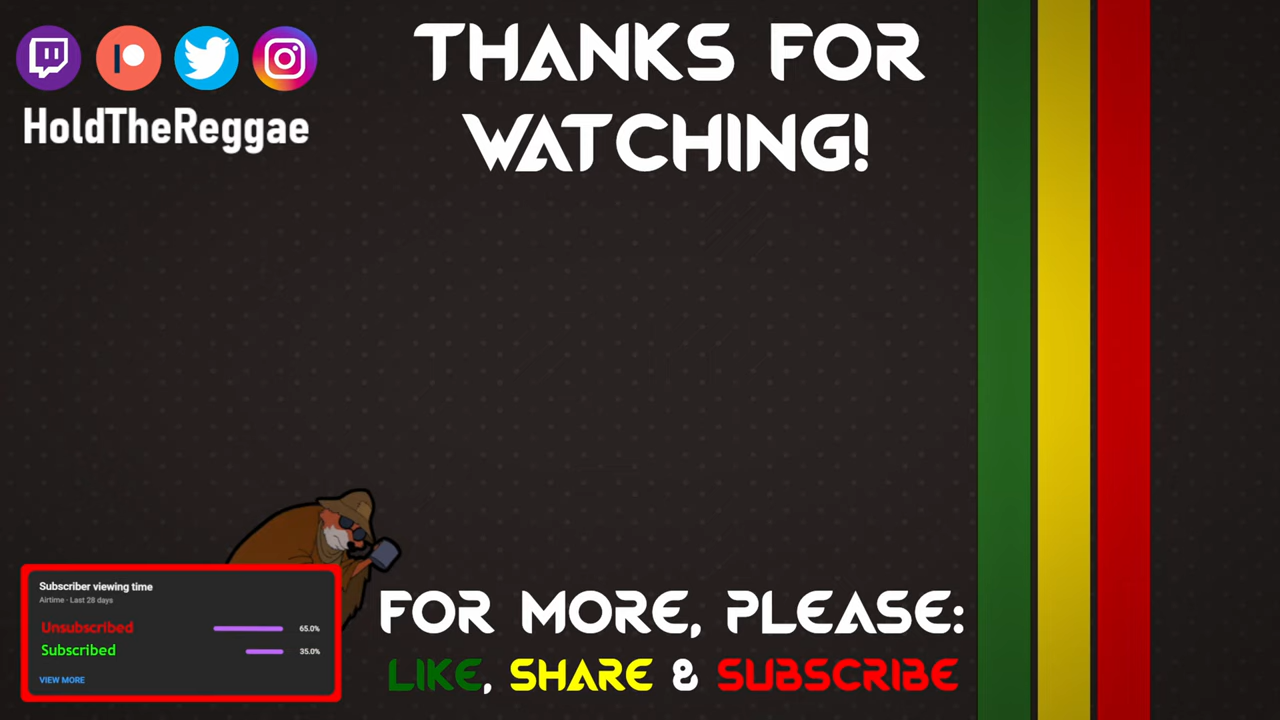 THANKS FOR
WATCHING!
HoldTheReggae
Subscriber viewing time
Airtime · Last 28 days
Unsubscribed 65.0%
Subscribed 35.0%
VIEW MORE
FOR MORE, PLEASE:
LIKE, SHARE & SUBSCRIBE